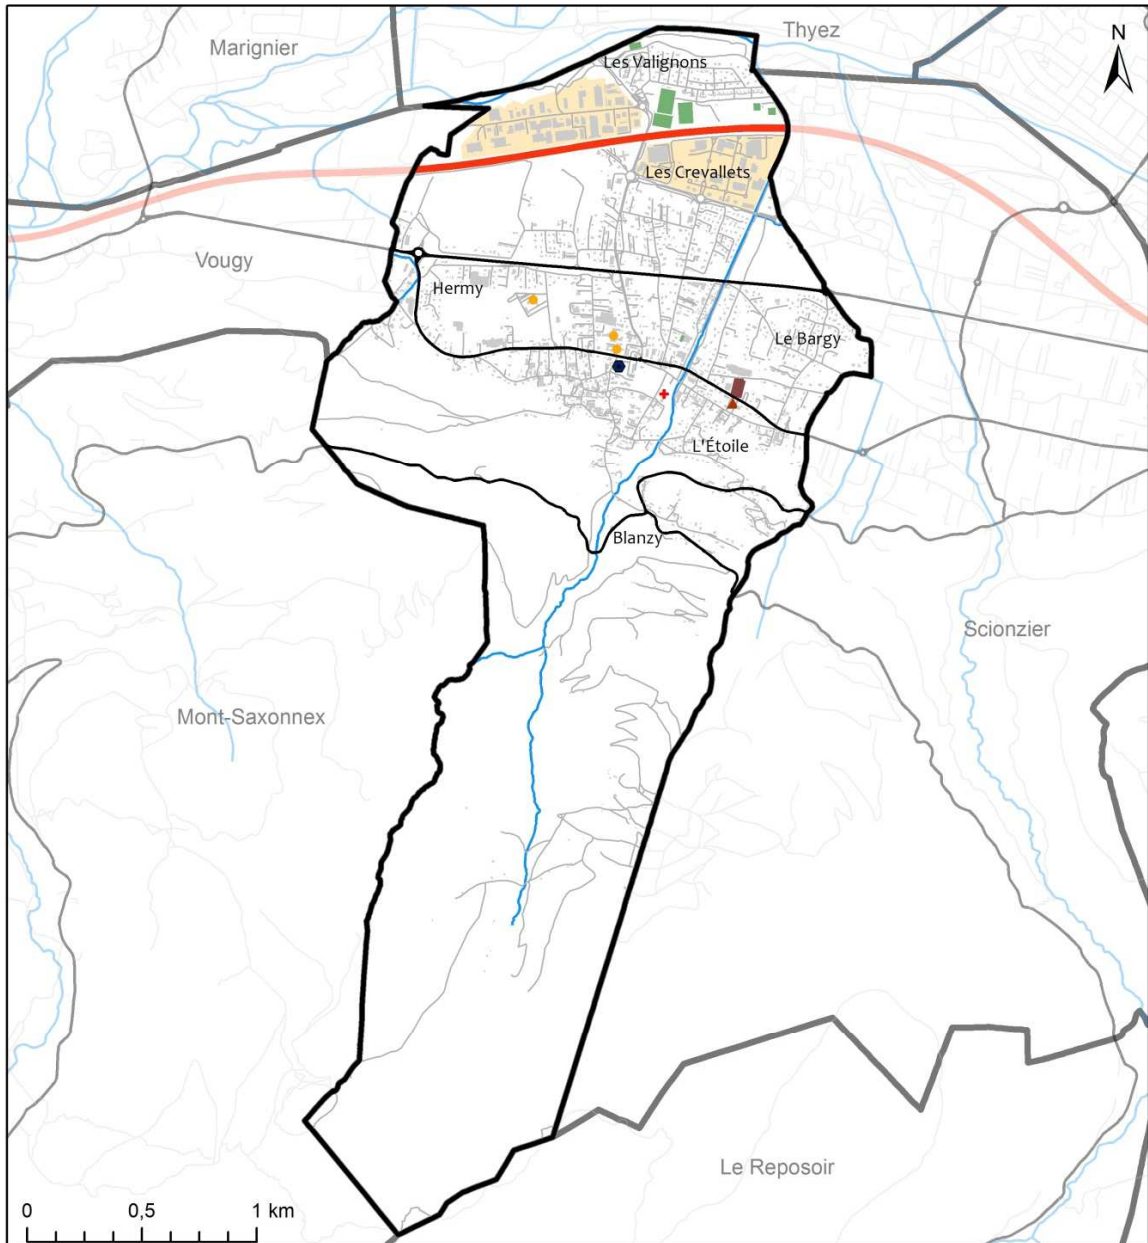 Thyez
N
Marignier
Les Valignons
Les Crevallets
Vougy
Hermy
Le Bargy
L'Étoile
Blanzy
Scionzier
Mont-Saxonnex
Le Reposoir
0 0,5 1 km